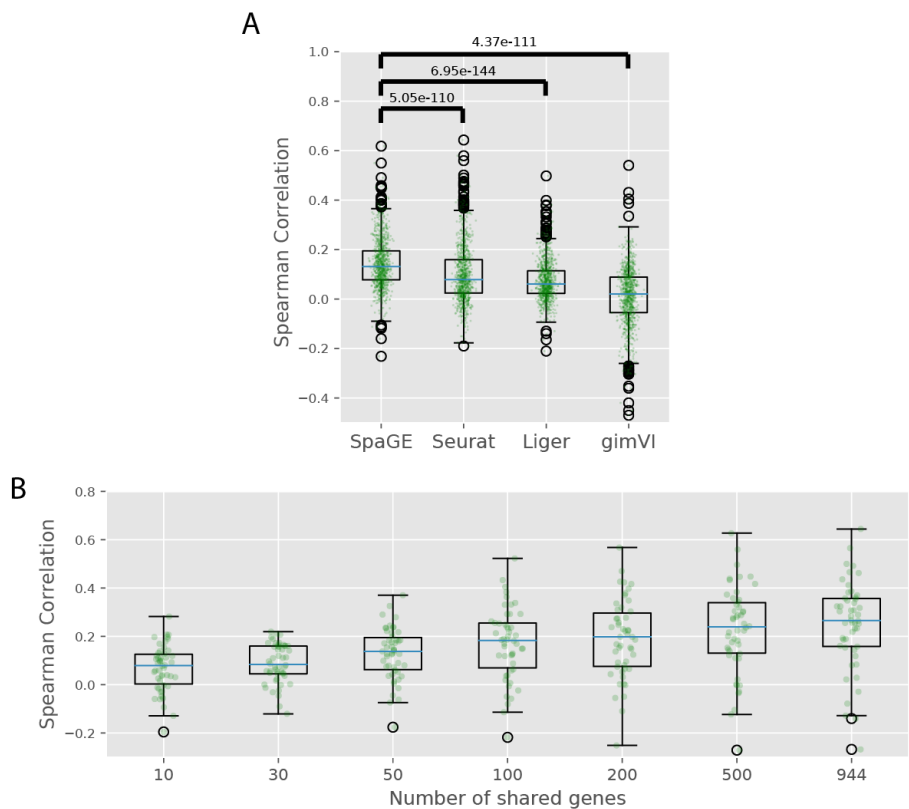 A
4.37e-111
6.95e-144
5.05e-110
1.0
0.8
0.6
0.4
0.2
0.0
−0.2
−0.4
Spearman Correlation
SpaGE Seurat Liger gimVI
B
0.8
0.6
0.4
0.2
0.0
−0.2
Spearman Correlation
10 30 50 100 200 500 944
Number of shared genes